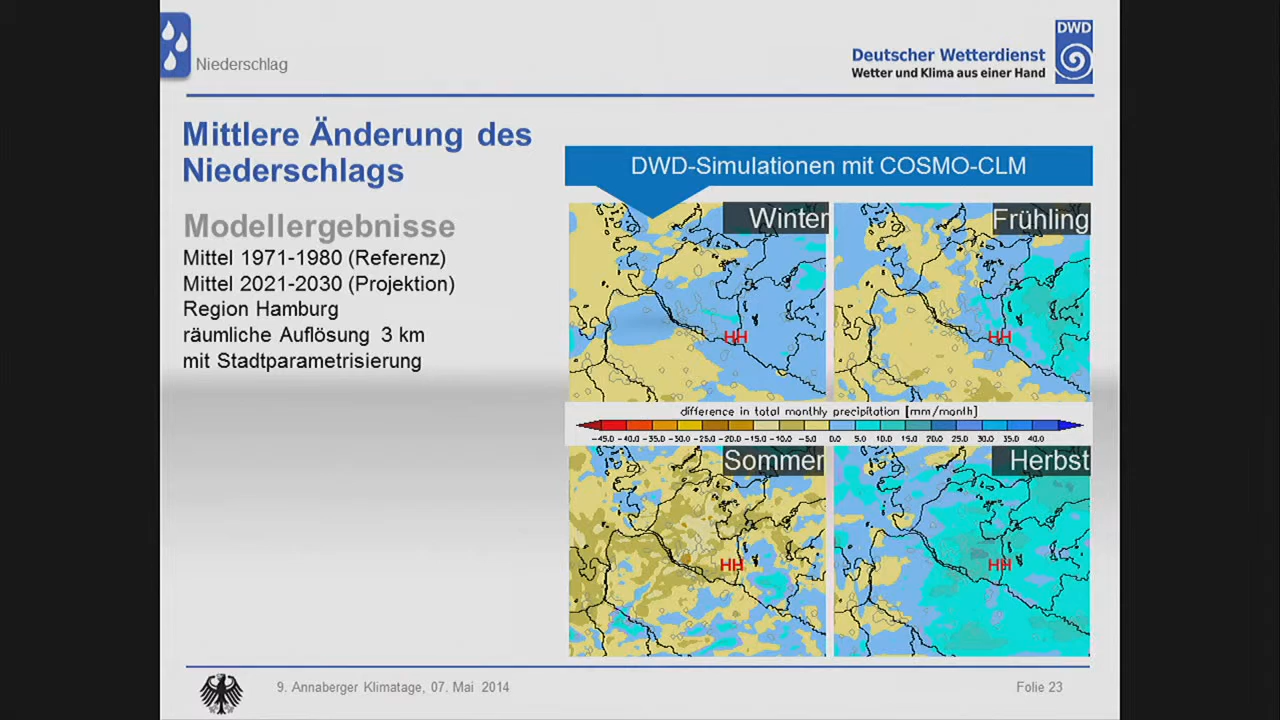 Niederschlag
DWD
Deutscher Wetterdienst
Wetter und Klima aus einer Hand
Mittlere Änderung des
Niederschlags
DWD-Simulationen mit COSMO-CLM
Modellergebnisse
Mittel 1971-1980 (Referenz)
Mittel 2021-2030 (Projektion)
Region Hamburg
räumliche Auflösung 3 km
mit Stadtparametrisierung
Winter
HH
Frühling
HH
difference in total monthly precipitation [mm/month]
-45.0 -40.0 -35.0 -30.0 -25.0 -20.0 -15.0 -10.0 -5.0 0.0 5.0 10.0 15.0 20.0 25.0 30.0 35.0 40.0
Sommer
HH
Herbst
HH
9. Annaberger Klimatage, 07. Mai 2014
Folie 23